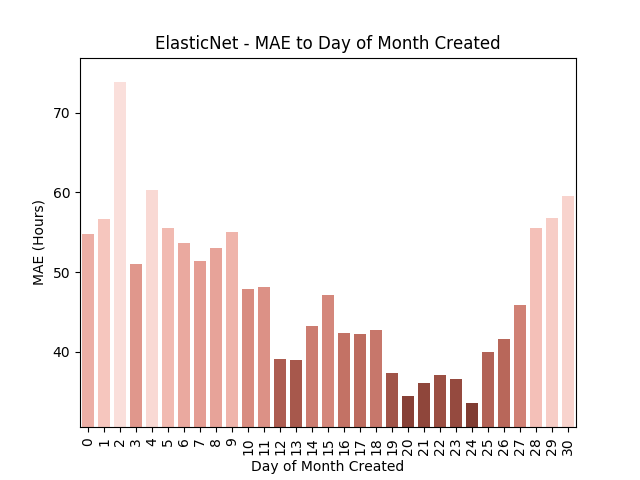 ElasticNet - MAE to Day of Month Created
MAE (Hours)
70
60
50
40
0 1 2 3 4 5 6 7 8 9 10 11 12 13 14 15 16 17 18 19 20 21 22 23 24 25 26 27 28 29 30
Day of Month Created